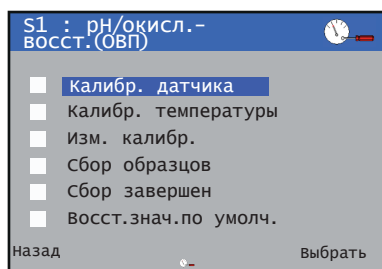 S1 : pH/окисл.-
восст.(ОВП)
Калибр. датчика
Калибр. температуры
Изм. калибр.
Сбор образцов
Сбор завершен
Восст.знач.по умолч.
Назад
Выбрать